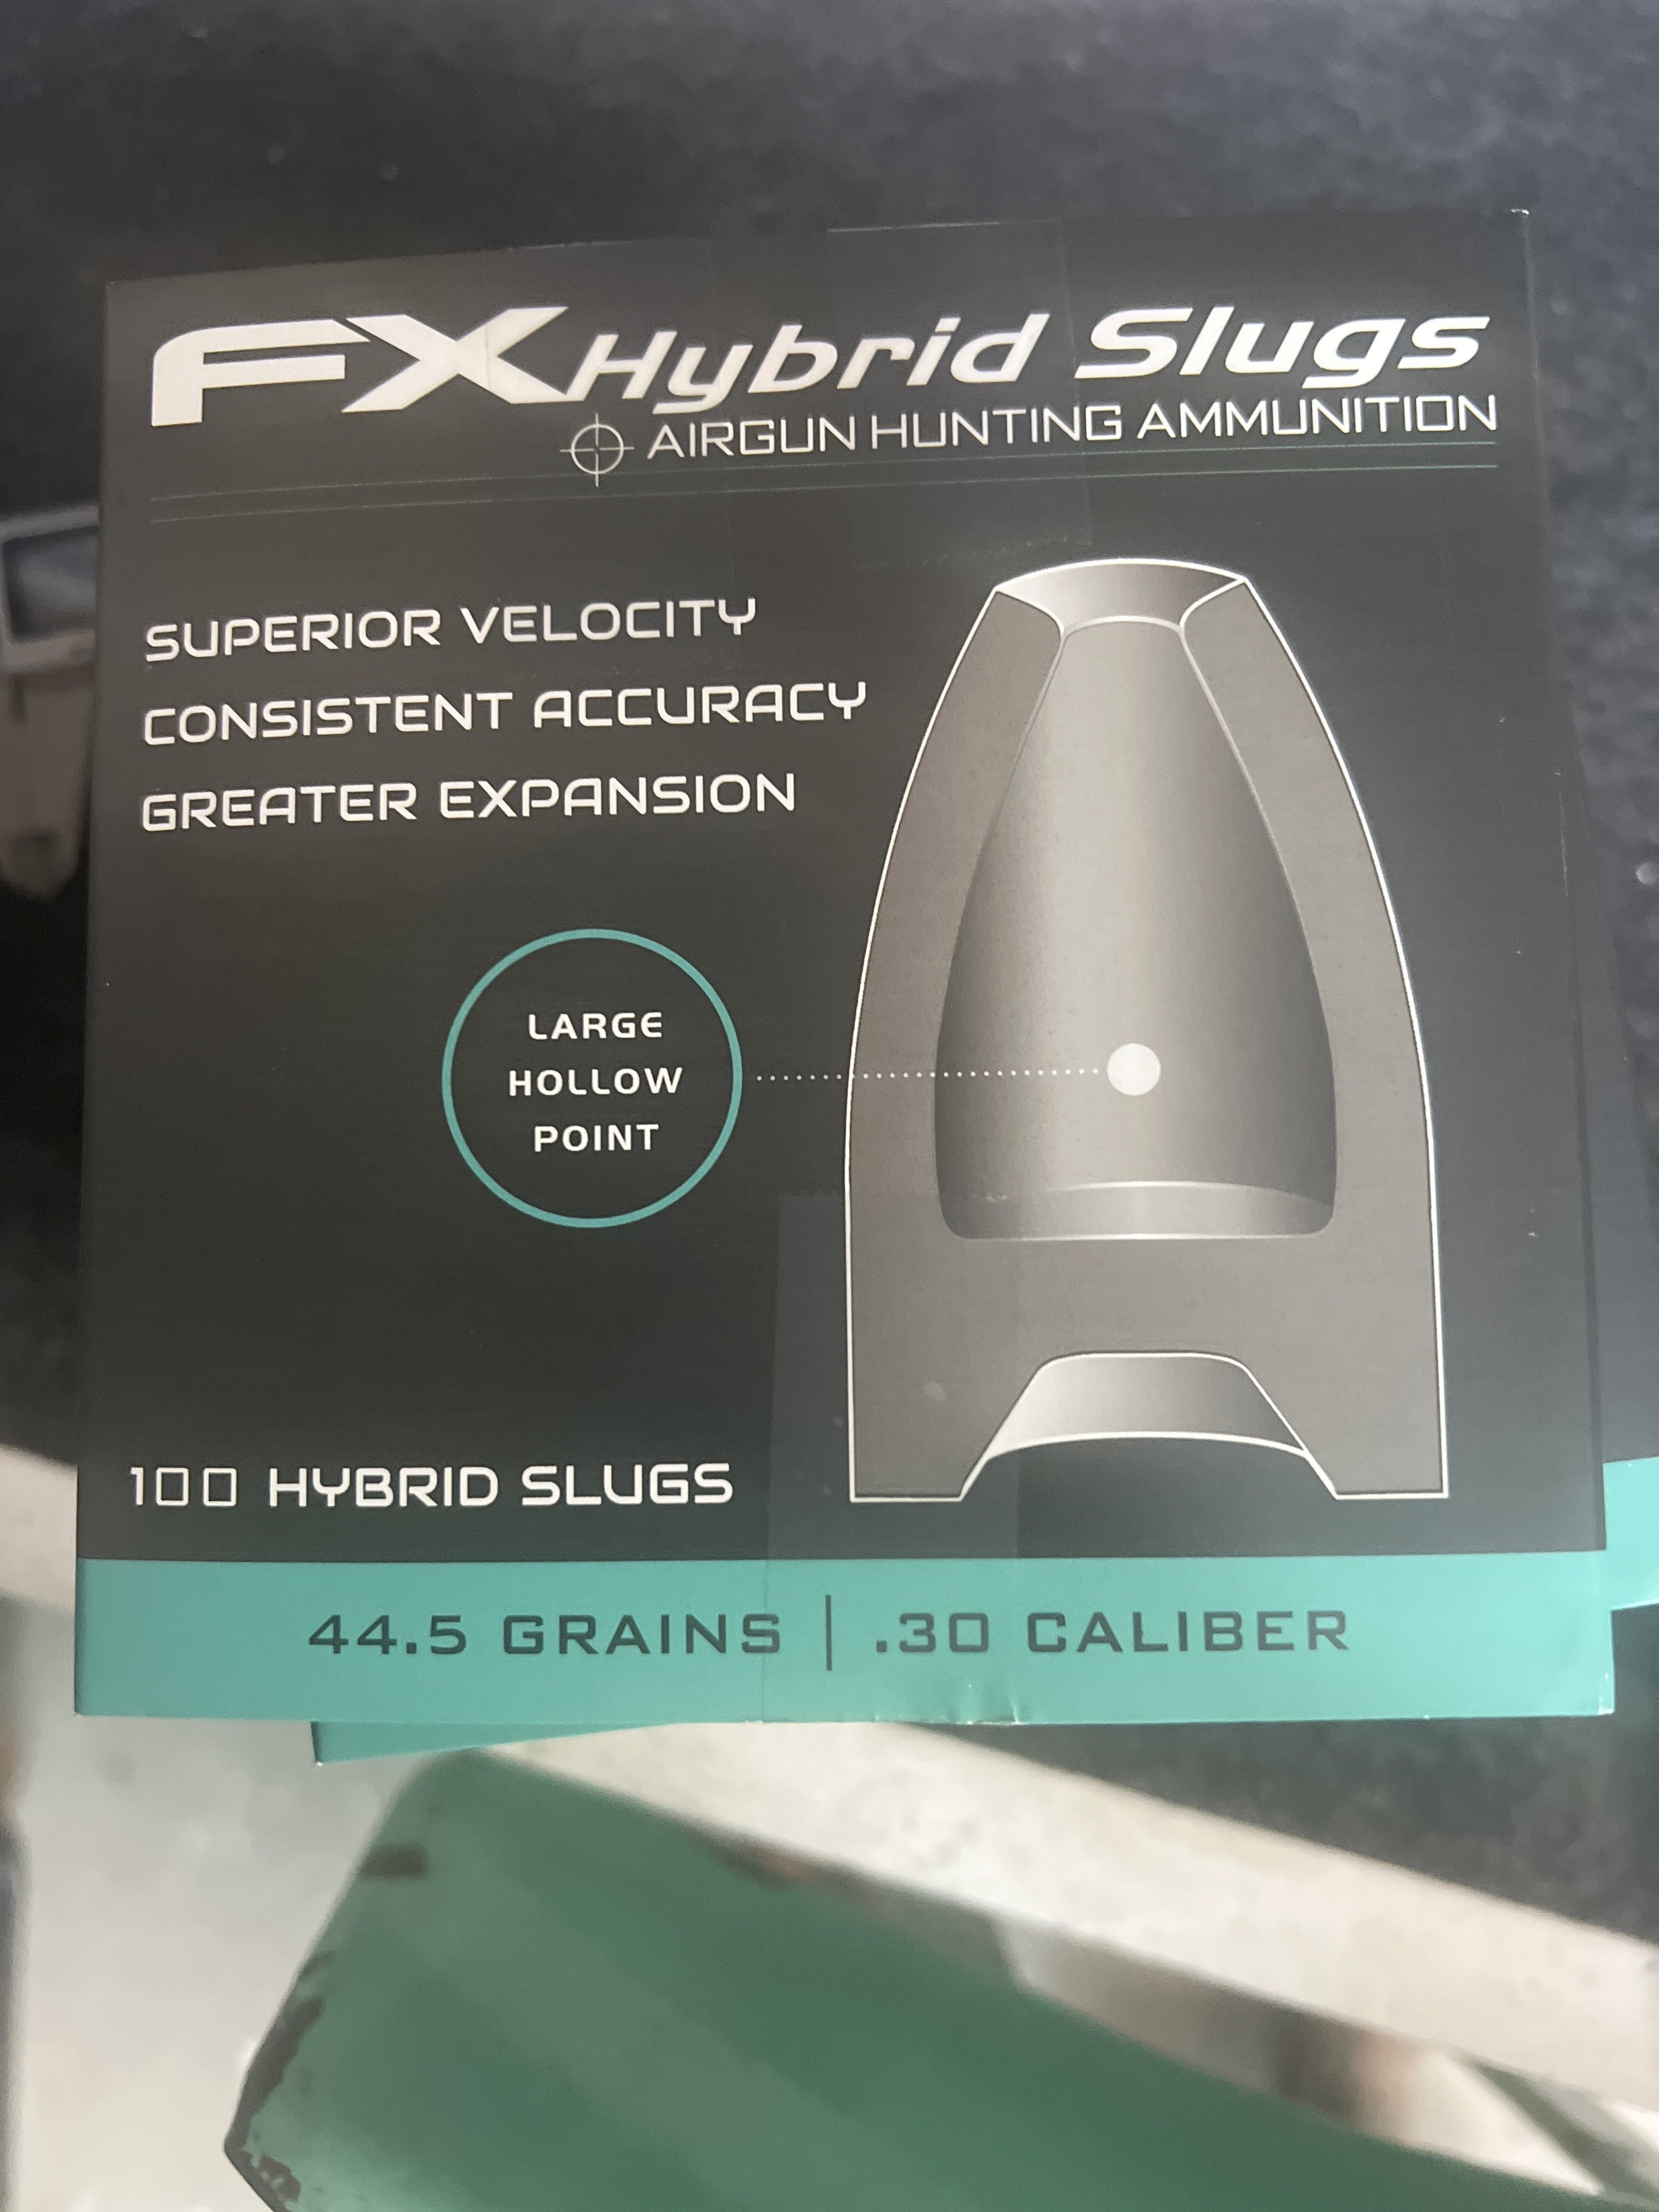 FX Hybrid Slugs
AIRGUN HUNTING AMMUNITION
SUPERIOR VELOCITY
CONSISTENT ACCURACY
GREATER EXPANSION
LARGE
HOLLOW
POINT
100 HYBRID SLUGS
44.5 GRAINS | .30 CALIBER